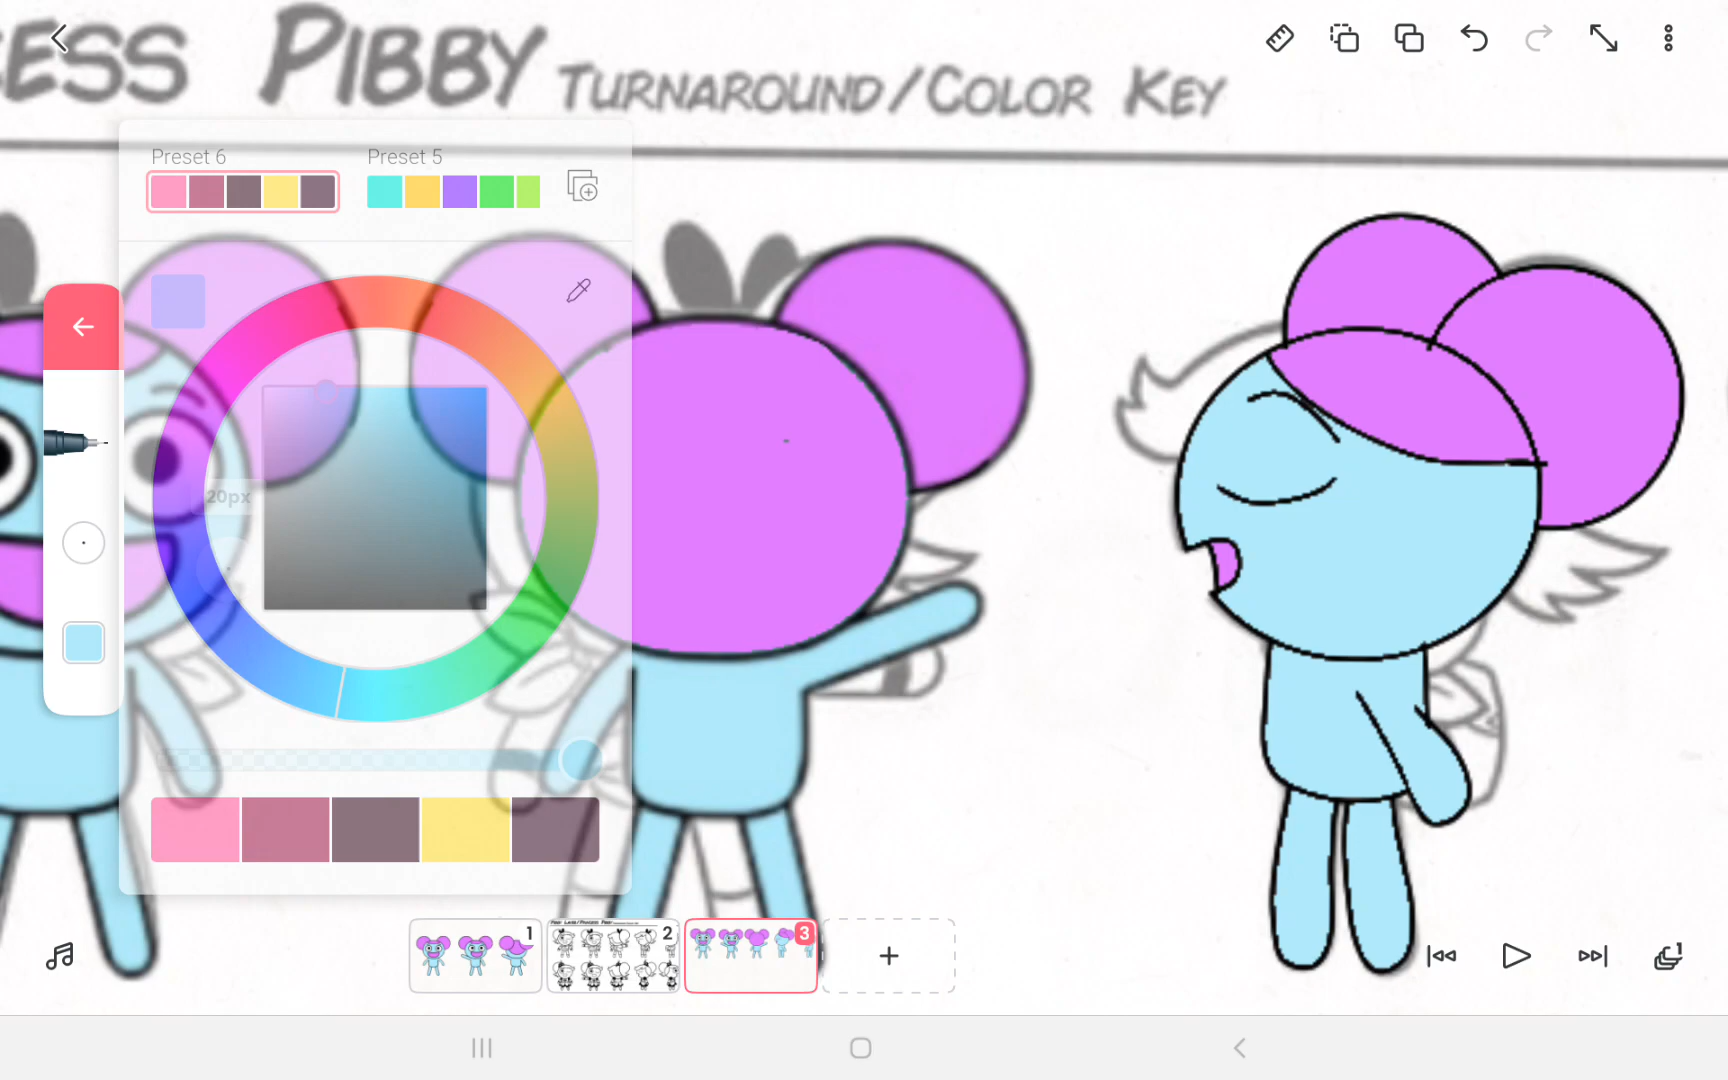 ESS PIBBY TURNAROUND/COLOR KEY
Preset 6
Preset 5
20px
1
2
3